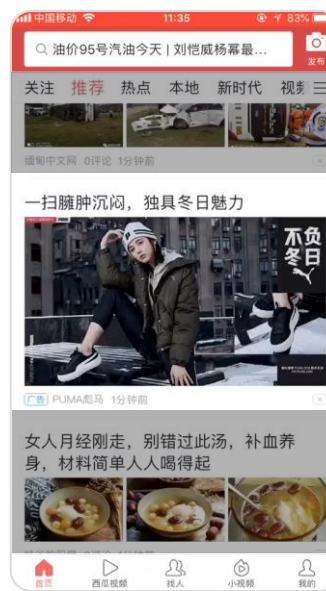 中国移动
11:35
83%
油价95号汽油今天 | 刘恺威杨幂最...
发布
关注 推荐 热点 本地 新时代 视频
缅甸中文网 0评论 1分钟前
一扫臃肿沉闷，独具冬日魅力
不负
冬日
广告 PUMA彪马 1分钟前
女人月经刚走，别错过此汤，补血养
身，材料简单人人喝得起
首页 西瓜视频 找人 小视频 我的